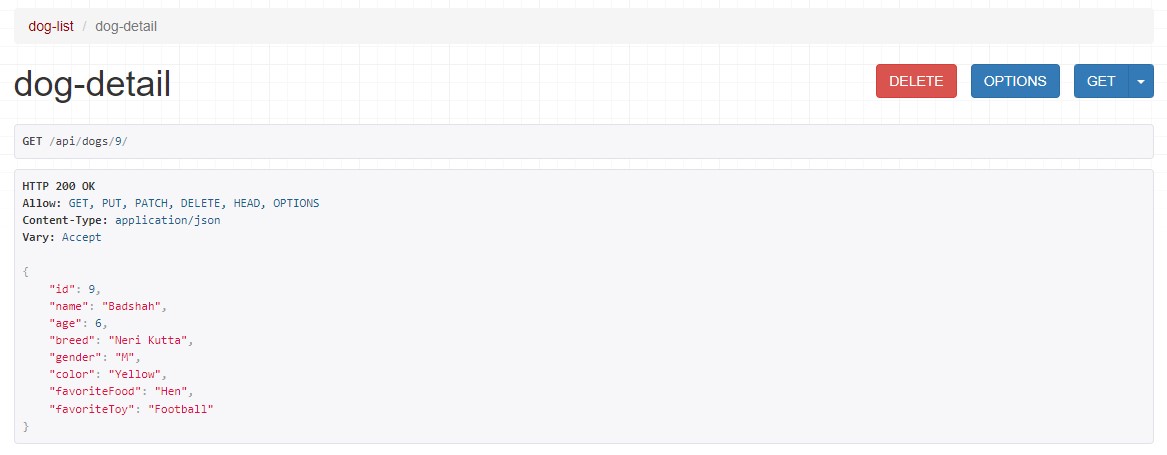 dog-list / dog-detail
dog-detail
DELETE OPTIONS GET
GET /api/dogs/9/
HTTP 200 OK
Allow: GET, PUT, PATCH, DELETE, HEAD, OPTIONS
Content-Type: application/json
Vary: Accept
{
    "id": 9,
    "name": "Badshah",
    "age": 6,
    "breed": "Neri Kutta",
    "gender": "M",
    "color": "Yellow",
    "favoriteFood": "Hen",
    "favoriteToy": "Football"
}